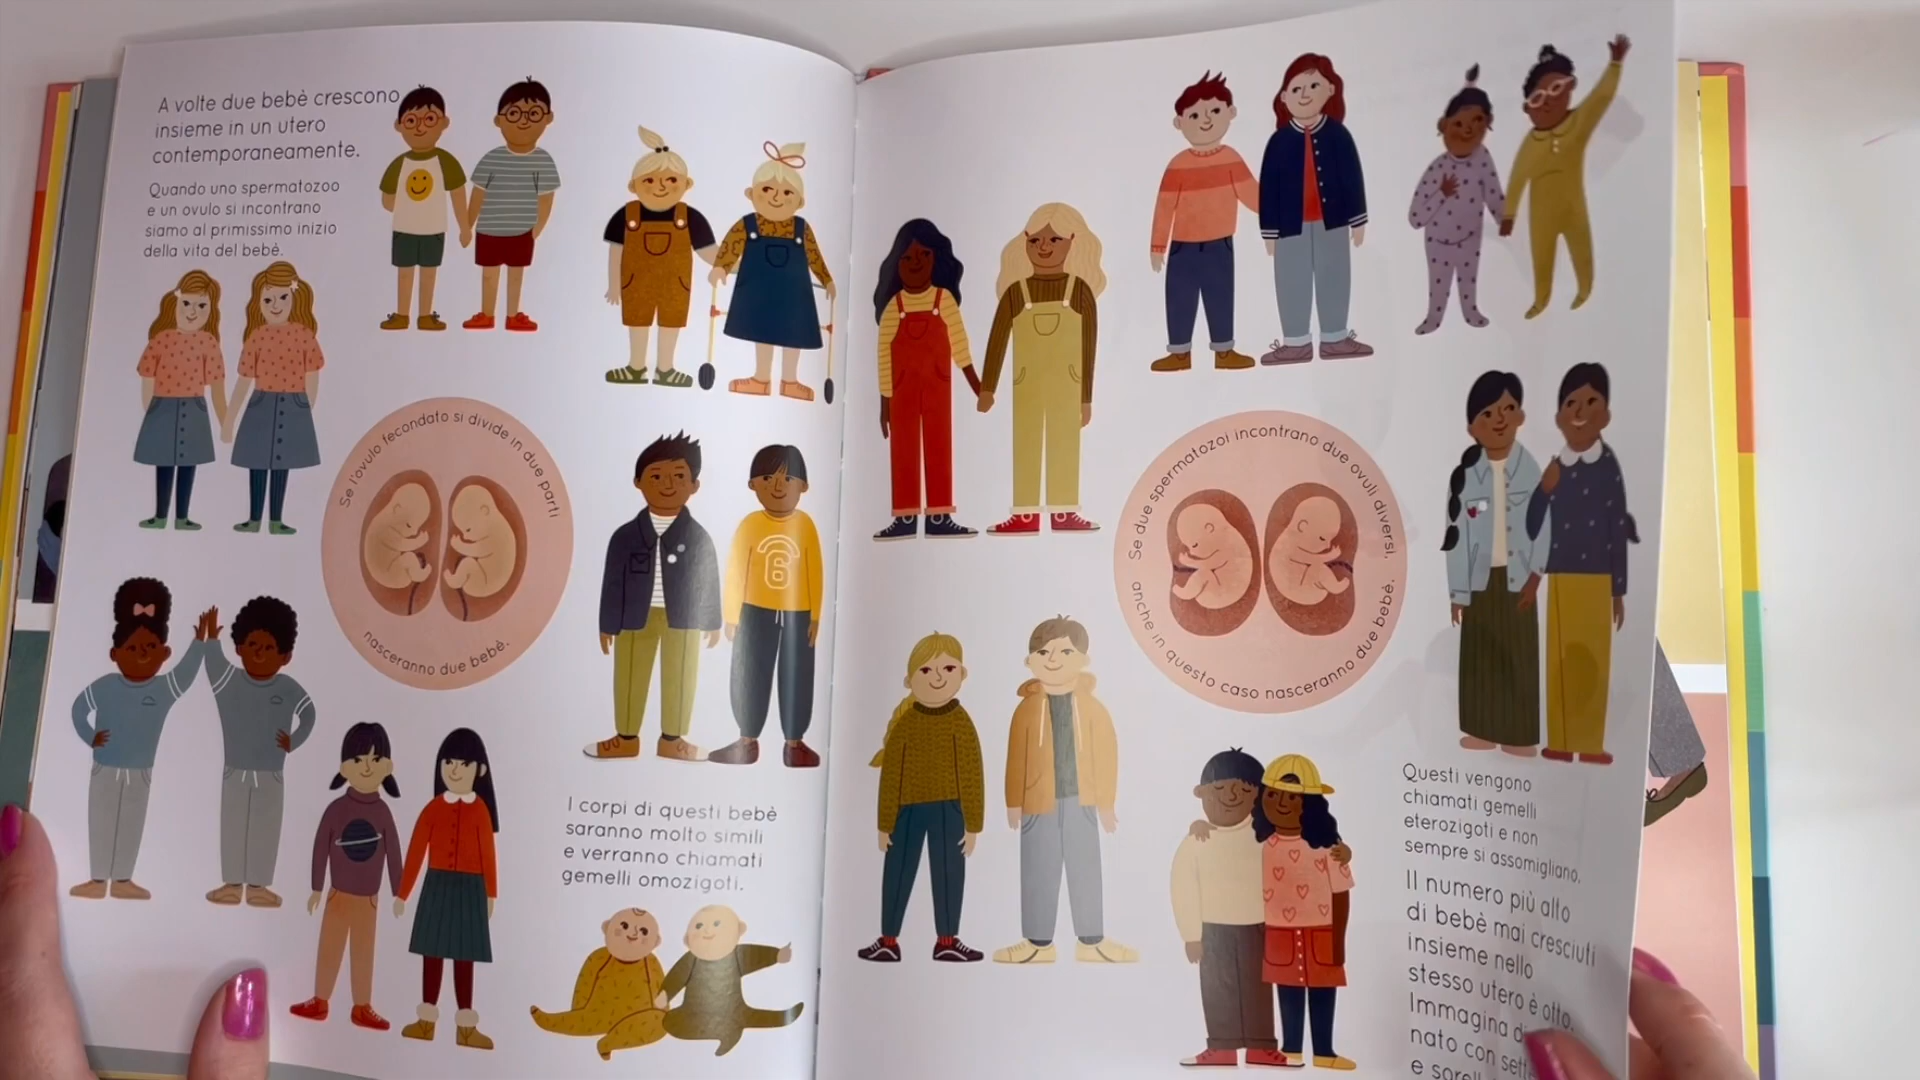 A volte due bebè crescono
insieme in un utero
contemporaneamente.
Quando uno spermatozoo
e un ovulo si incontrano
siamo al primissimo inizio
della vita del bebè.
Se l'ovulo fecondato si divide in due parti
nasceranno due bebè.
6
I corpi di questi bebè
saranno molto simili
e verranno chiamati
gemelli omozigoti.
Se due spermatozoi incontrano due ovuli diversi,
anche in questo caso nasceranno due bebè.
Questi vengono
chiamati gemelli
eterozigoti e non
sempre si assomigliano.
Il numero più alto
di bebè mai cresciuti
insieme nello
stesso utero è otto.
Immagina
nato con
e